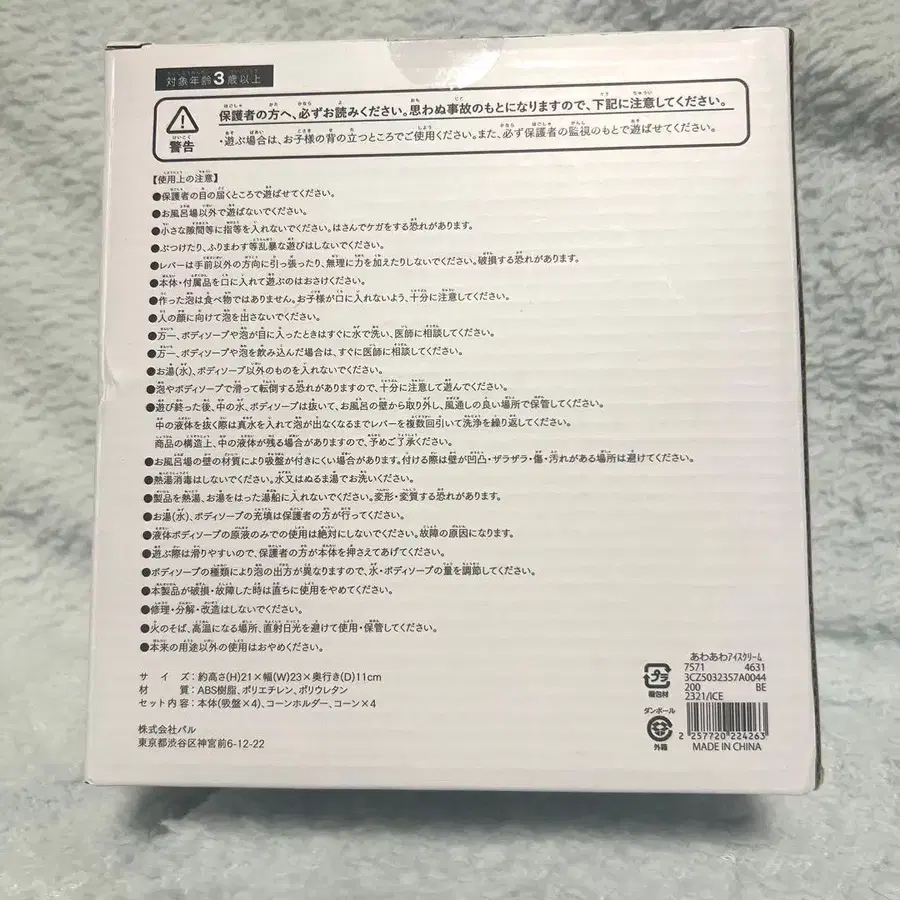 対象年齢3歳以上
保護者の方へ、必ずお読みください。思わぬ事故のもとになりますので、下記に注意してください。
警告
・遊ぶ場合は、お子様の背の立つところでご使用ください。また、必ず保護者の監視のもとで遊ばせてください。
【使用上の注意】
●保護者の目の届くところで遊ばせてください。
●お風呂場以外で遊ばないでください。
●小さな隙間等に指等を入れないでください。はさんでケガをする恐れがあります。
●ぶつけたり、ふりまわす等乱暴な遊びはしないでください。
●レバーは手前以外の方向に引っ張ったり、無理に力を加えたりしないでください。破損する恐れがあります。
●本体・付属品を口に入れて遊ぶのはおさけください。
●作った泡は食べ物ではありません。お子様が口に入れないよう、十分に注意してください。
●人の顔に向けて泡を出さないでください。
●万一、ボディソープや泡が目に入ったときはすぐに水で洗い、医師に相談してください。
●万一、ボディソープや泡を飲み込んだ場合は、すぐに医師に相談してください。
●お湯(水)、ボディソープ以外のものを入れないでください。
●泡やボディソープで滑って転倒する恐れがありますので、十分に注意して遊んでください。
●遊び終った後、中の水、ボディソープは抜いて、お風呂の壁から取り外し、風通しの良い場所で保管してください。
中の液体を抜く際は真水を入れて泡が出なくなるまでレバーを複数回引いて洗浄を繰り返してください。
商品の構造上、中の液体が残る場合がありますので、予めご了承ください。
●お風呂場の壁の材質により吸盤が付きにくい場合があります。付ける際は壁が凹凸・ザラザラ・傷・汚れがある場所は避けてください。
●熱湯消毒はしないでください。水又はぬるま湯でお洗いください。
●製品を熱湯、お湯をはった湯船に入れないでください。変形・変質する恐れがあります。
●お湯(水)、ボディソープの充填は保護者の方が行ってください。
●液体ボディソープの原液のみでの使用は絶対にしないでください。故障の原因になります。
●遊ぶ際は滑りやすいので、保護者の方が本体を押さえてあげてください。
●ボディソープの種類により泡の出方が異なりますので、水・ボディソープの量を調節してください。
●本製品が破損・故障した時は直ちに使用をやめてください。
●修理・分解・改造はしないでください。
●火のそば、高温になる場所、直射日光を避けて使用・保管してください。
●本来の用途以外の使用はおやめください。
サイズ：約高さ(H)21×幅(W)23×奥行き(D)11cm
材質：ABS樹脂、ポリエチレン、ポリウレタン
セット内容：本体(吸盤×4)、コーンホルダー、コーン×4
株式会社パル
東京都渋谷区神宮前6-12-22
プラ
梱包材
ダンボール
外箱
あわあわアイスクリーム
7571 4631
3CZS032357A0044
200 BE
2321/ICE
2 257720 224263
MADE IN CHINA